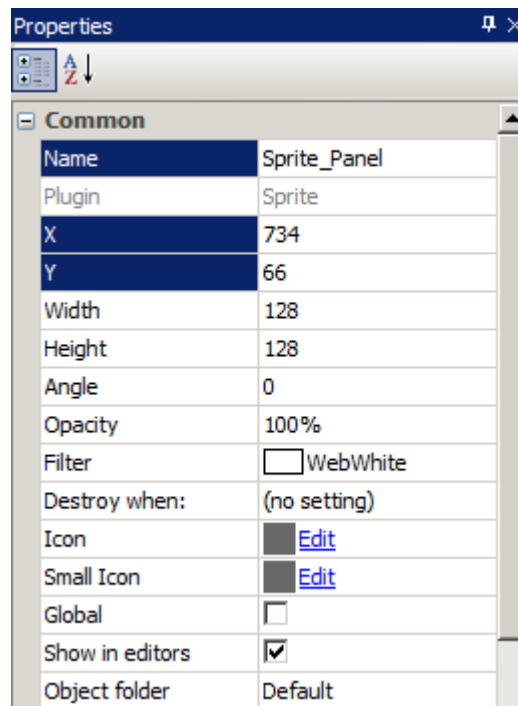 Properties
A
Z
Common
Name Sprite_Panel
Plugin Sprite
X 734
Y 66
Width 128
Height 128
Angle 0
Opacity 100%
Filter WebWhite
Destroy when: (no setting)
Icon Edit
Small Icon Edit
Global
Show in editors
Object folder Default